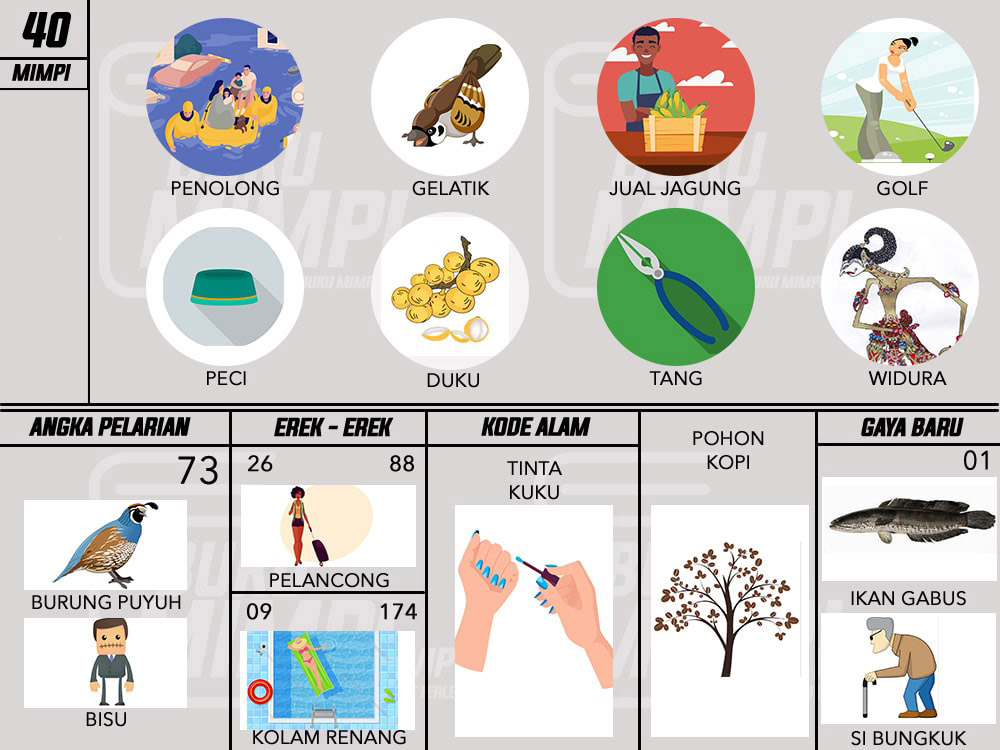 40
MIMPI
PENOLONG
GELATIK
JUAL JAGUNG
GOLF
PECI
DUKU
TANG
WIDURA
ANGKA PELARIAN
73
BURUNG PUYUH
BISU
EREK - EREK
26 88
PELANCONG
09 174
KOLAM RENANG
KODE ALAM
TINTA
KUKU
POHON
KOPI
GAYA BARU
01
IKAN GABUS
SI BUNGKUK